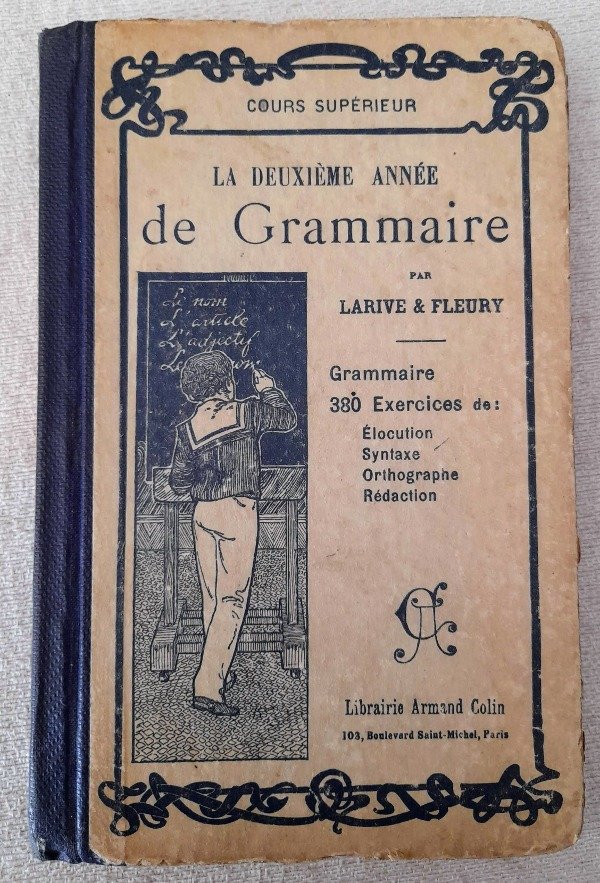 COURS SUPÉRIEUR
LA DEUXIÈME ANNÉE
de Grammaire
PAR
LARIVE & FLEURY
Le nom
L'article
L'adjectif
Grammaire
380 Exercices de:
Élocution
Syntaxe
Orthographe
Rédaction
Librairie Armand Colin
103, Boulevard Saint-Michel, Paris